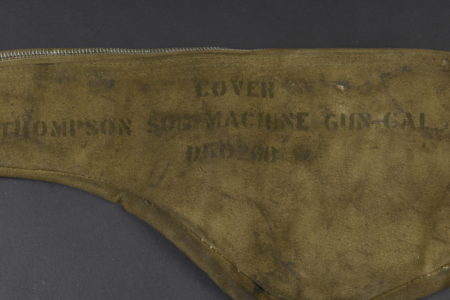 COVER
THOMPSON SUB-MACHINE GUN-CAL